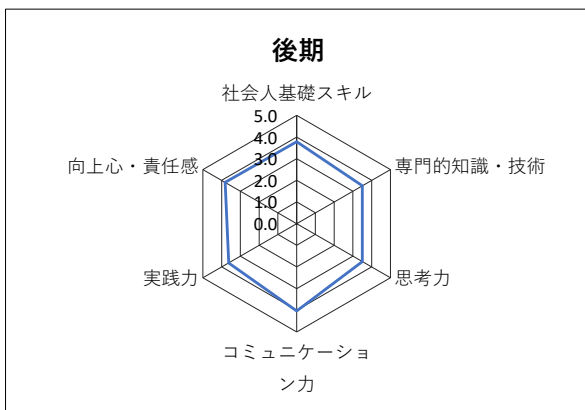 後期
社会人基礎スキル
5.0
4.0
3.0
2.0
1.0
0.0
専門的知識・技術
思考力
コミュニケーショ
ン力
実践力
向上心・責任感